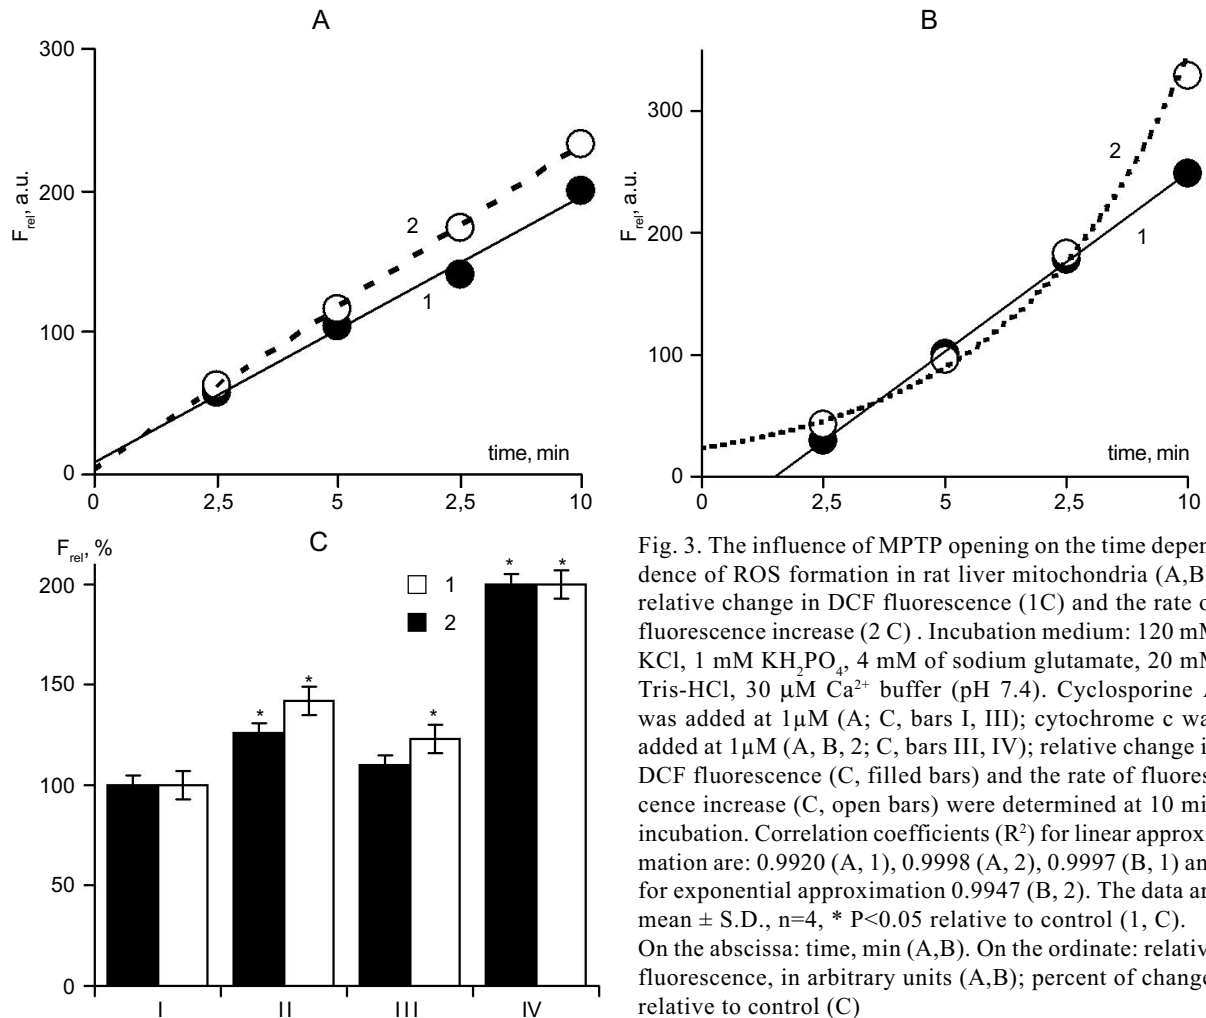 A
300
200
100
0
F_rel, a.u.
2
1
time, min
0 2,5 5 2,5 10
B
300
200
100
0
F_rel, a.u.
2
1
time, min
0 2,5 5 2,5 10
C
F_rel, %
200
150
100
50
0
1
2
* * * * *
I II III IV
Fig. 3. The influence of MPTP opening on the time depen
dence of ROS formation in rat liver mitochondria (A,B
relative change in DCF fluorescence (1C) and the rate o
fluorescence increase (2 C) . Incubation medium: 120 mM
KCl, 1 mM KH₂PO₄, 4 mM of sodium glutamate, 20 mM
Tris-HCl, 30 μM Ca²⁺ buffer (pH 7.4). Cyclosporine A
was added at 1μM (A; C, bars I, III); cytochrome c wa
added at 1μM (A, B, 2; C, bars III, IV); relative change i
DCF fluorescence (C, filled bars) and the rate of fluores
cence increase (C, open bars) were determined at 10 mi
incubation. Correlation coefficients (R²) for linear approxi
mation are: 0.9920 (A, 1), 0.9998 (A, 2), 0.9997 (B, 1) an
for exponential approximation 0.9947 (B, 2). The data ar
mean ± S.D., n=4, * P<0.05 relative to control (1, C).
On the abscissa: time, min (A,B). On the ordinate: relativ
fluorescence, in arbitrary units (A,B); percent of change
relative to control (C)